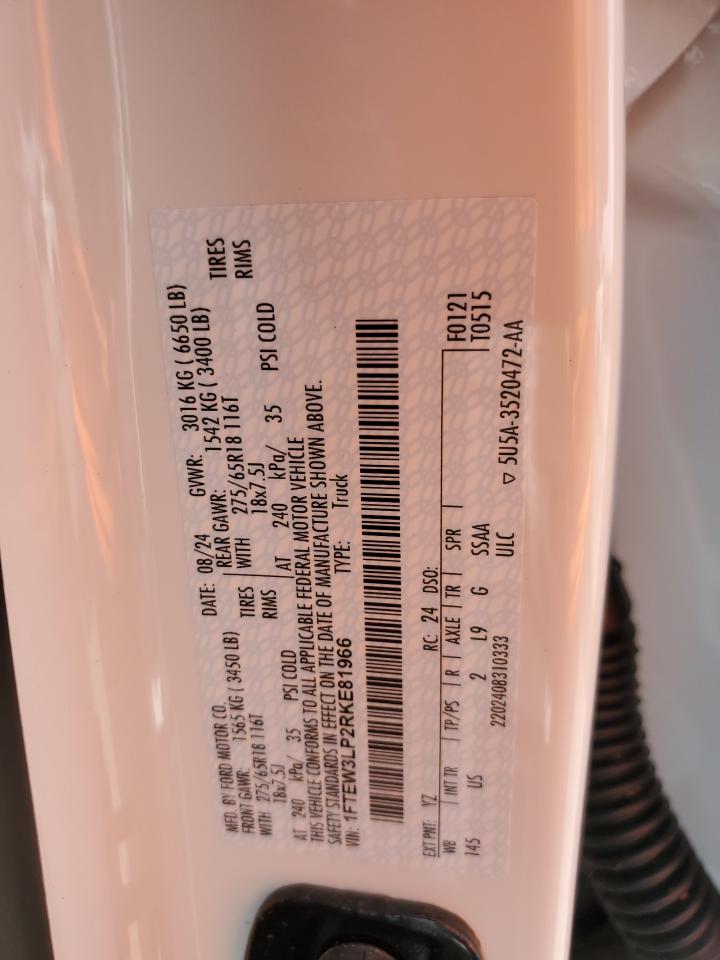 MFD. BY FORD MOTOR CO.
DATE: 08/24 GVWR: 3016 KG ( 6650 LB)
FRONT GAWR: 1565 KG ( 3450 LB) REAR GAWR: 1542 KG ( 3400 LB)
WITH 275/65R18 116T TIRES WITH 275/65R18 116T TIRES
18x7.5J RIMS 18x7.5J RIMS
AT 240 kPa/ 35 PSI COLD AT 240 kPa/ 35 PSI COLD
THIS VEHICLE CONFORMS TO ALL APPLICABLE FEDERAL MOTOR VEHICLE
SAFETY STANDARDS IN EFFECT ON THE DATE OF MANUFACTURE SHOWN ABOVE.
VIN: 1FTEW3LP2RKE81966 TYPE: Truck
EXT PNT: YZ RC: 24 DSO: F0121
WB INT TR TP/PS R AXLE TR SPR T0515
145 US 2 L9 G SSAA
2202408310333 ULC ▽ 5U5A-3520472-AA